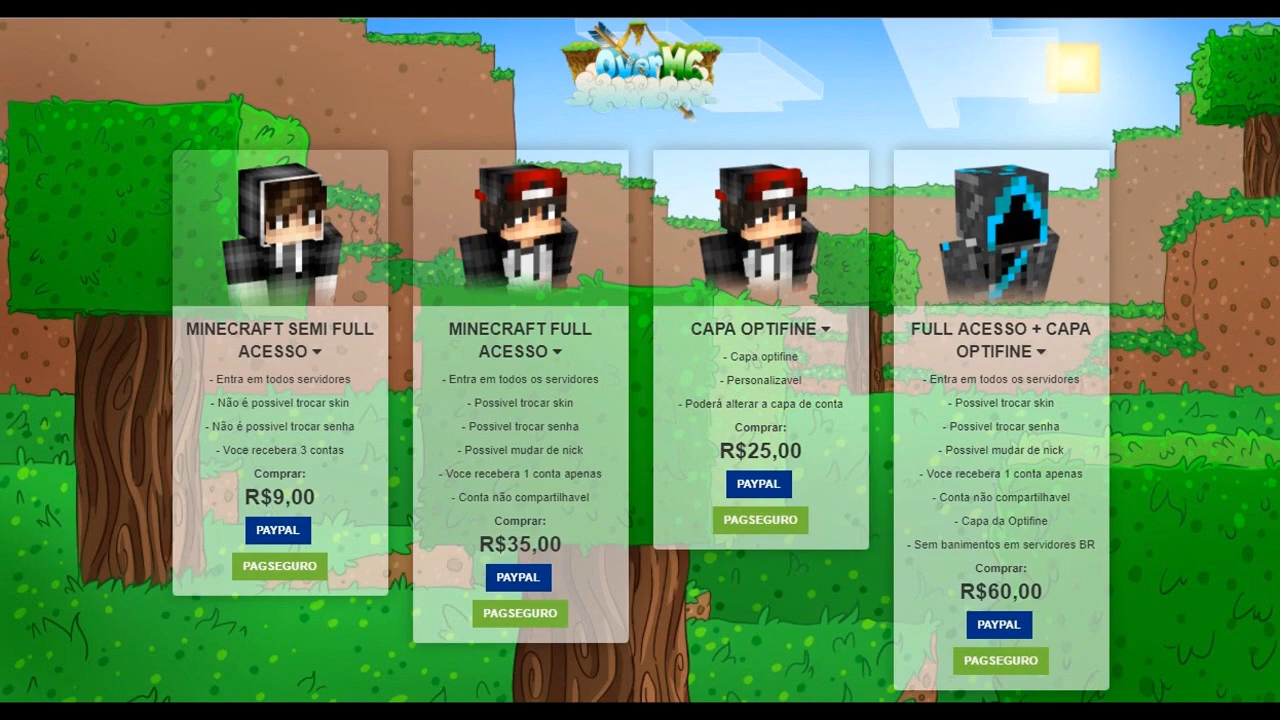 OverMC
MINECRAFT SEMI FULL
ACESSO
- Entra em todos servidores
- Não é possivel trocar skin
- Não é possivel trocar senha
- Voce recebera 3 contas
Comprar:
R$9,00
PAYPAL
PAGSEGURO
MINECRAFT FULL
ACESSO
- Entra em todos os servidores
- Possivel trocar skin
- Possivel trocar senha
- Possivel mudar de nick
- Voce recebera 1 conta apenas
- Conta não compartilhavel
Comprar:
R$35,00
PAYPAL
PAGSEGURO
CAPA OPTIFINE
- Capa optifine
- Personalizavel
- Poderá alterar a capa de conta
Comprar:
R$25,00
PAYPAL
PAGSEGURO
FULL ACESSO + CAPA
OPTIFINE
- Entra em todos os servidores
- Possivel trocar skin
- Possivel trocar senha
- Possivel mudar de nick
- Voce recebera 1 conta apenas
- Conta não compartilhavel
- Capa da Optifine
- Sem banimentos em servidores BR
Comprar:
R$60,00
PAYPAL
PAGSEGURO